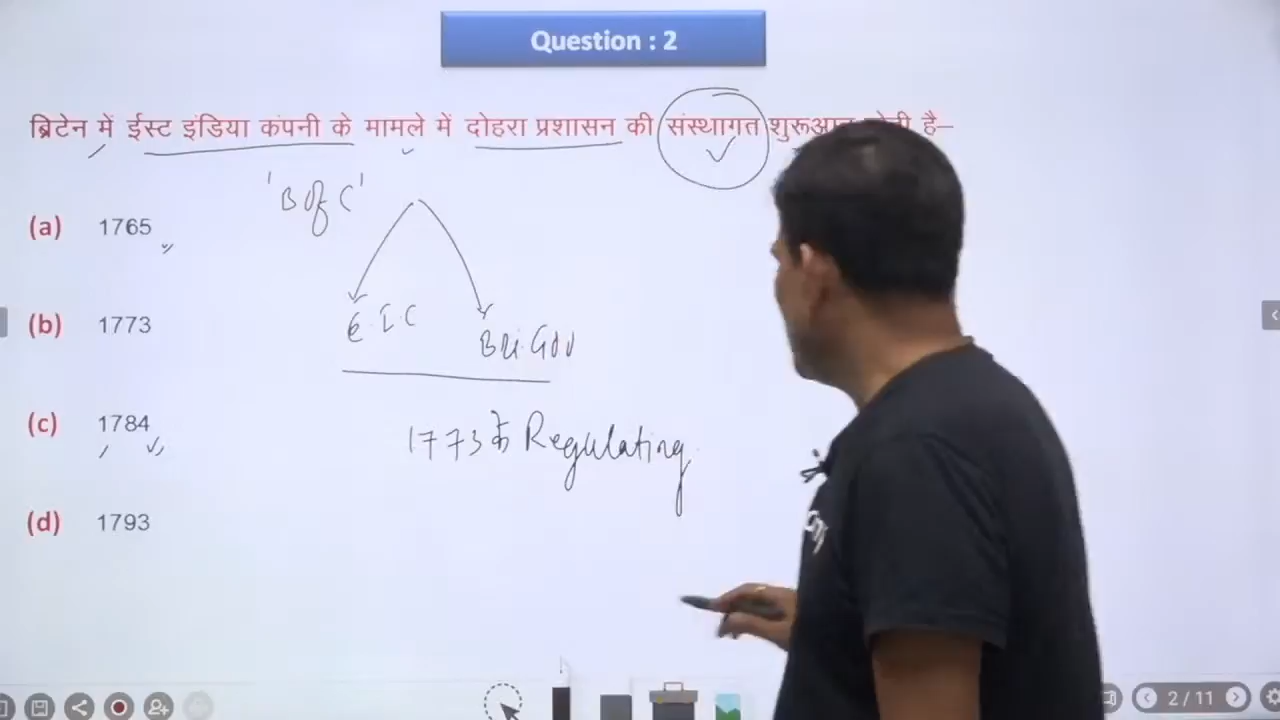 Question : 2
ब्रिटेन में ईस्ट इंडिया कंपनी के मामले में दोहरा प्रशासन की संस्थागत शुरूआत होती है–
'B of C'
(a) 1765
E.I.C
(b) 1773
Bri. Gov
(c) 1784
1773 के Regulating
(d) 1793
2 / 11